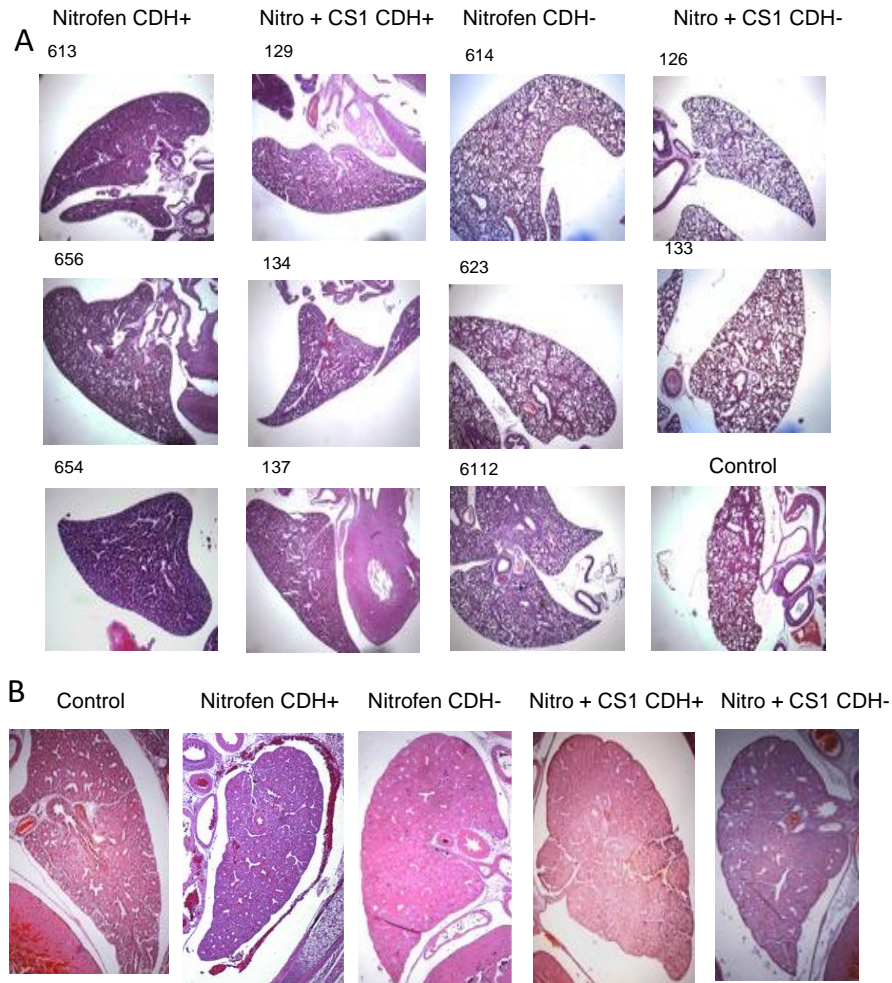 A
Nitrofen CDH+ Nitro + CS1 CDH+ Nitrofen CDH- Nitro + CS1 CDH-
613 129 614 126
656 134 623 133
654 137 6112 Control
B
Control Nitrofen CDH+ Nitrofen CDH- Nitro + CS1 CDH+ Nitro + CS1 CDH-